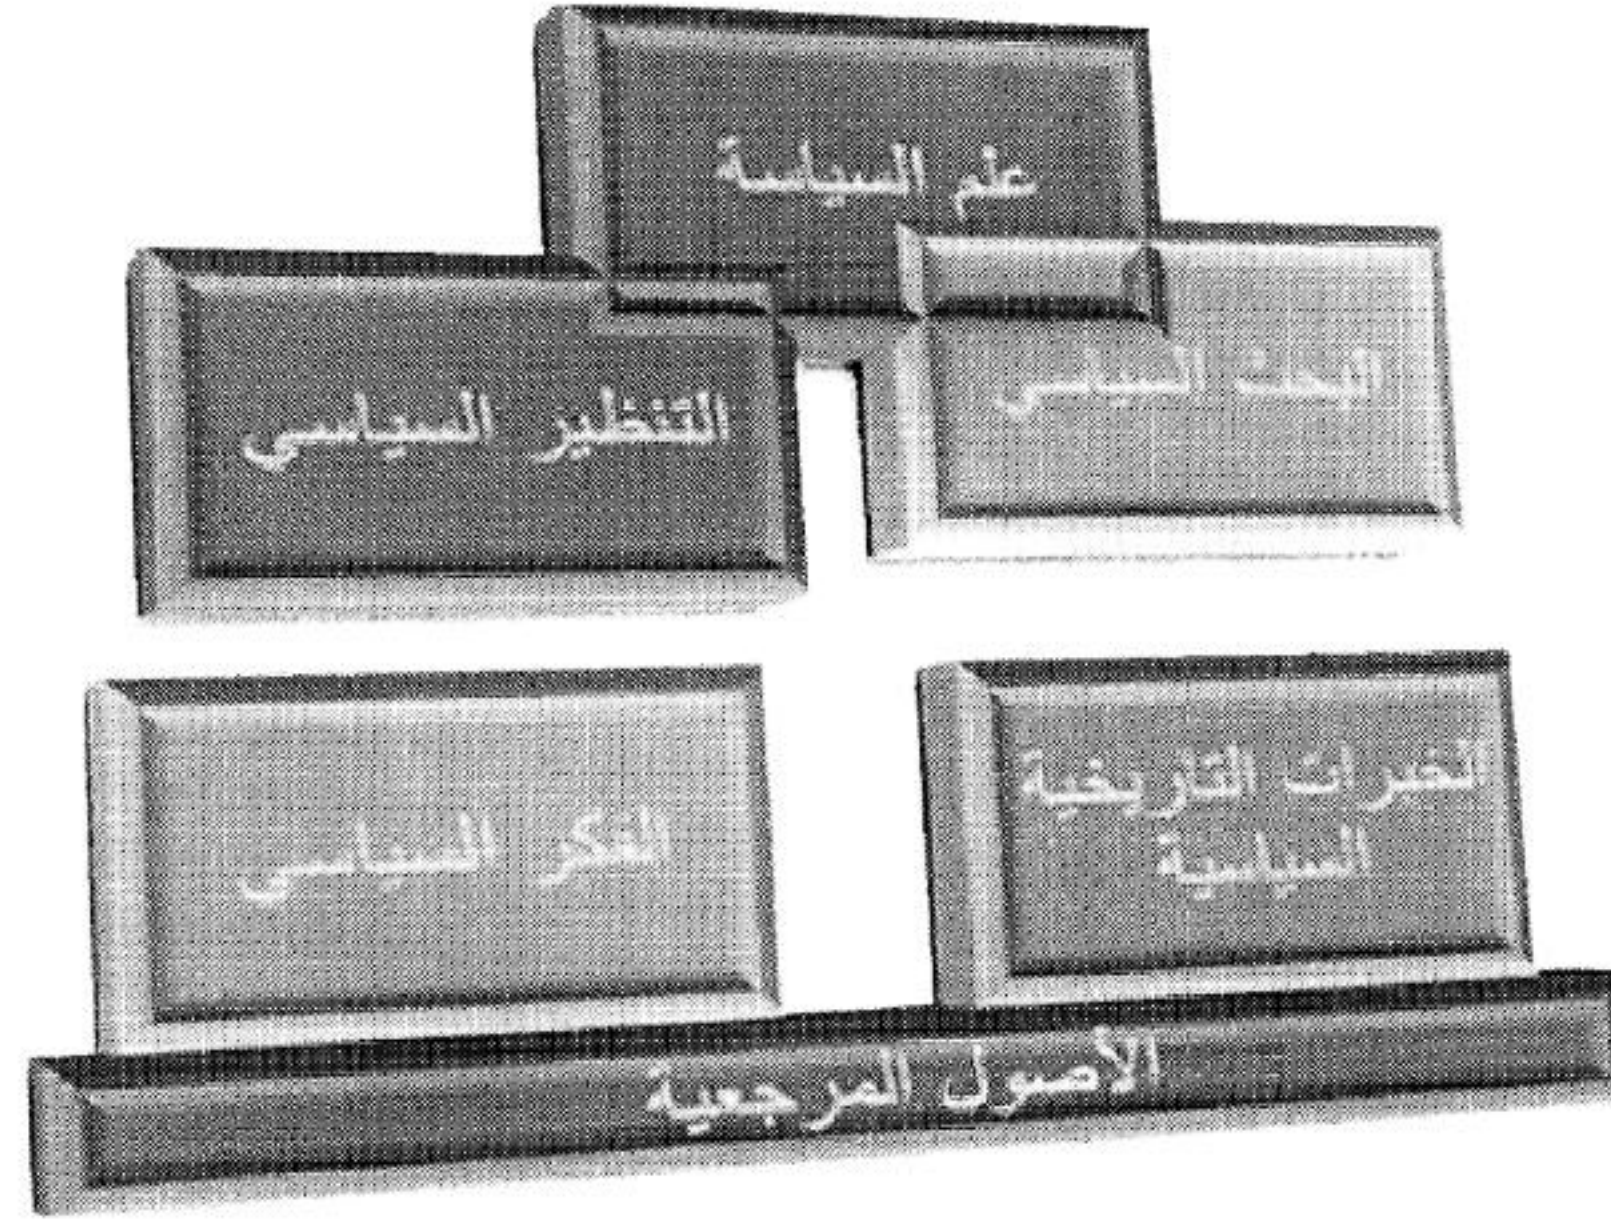 علم السياسة
البحث السياسي
التنظير السياسي
الخبرات التاريخية
السياسية
الفكر السياسي
الأصول المرجعية